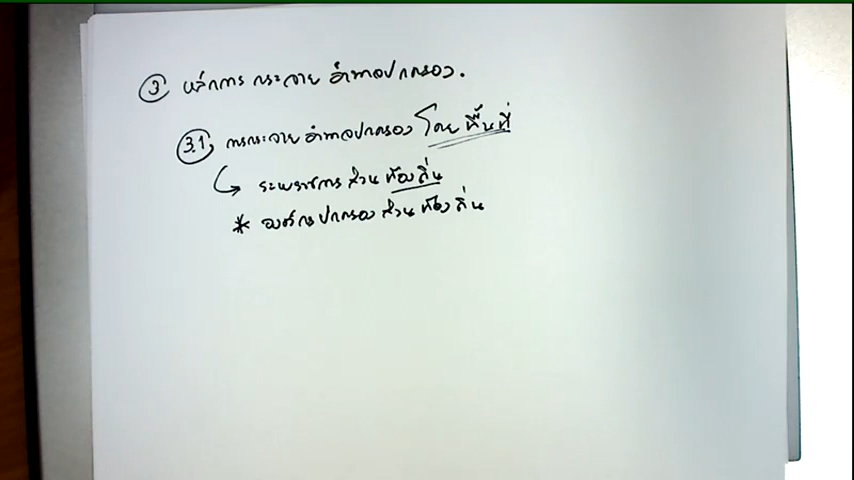 ③ หลักการ กระจาย อำนาจปกครอง.
3.1 การกระจาย อำนาจปกครอง โดย พื้นที่
↳ ระบบราชการ ส่วน ท้องถิ่น
* องค์กรปกครอง ส่วน ท้องถิ่น